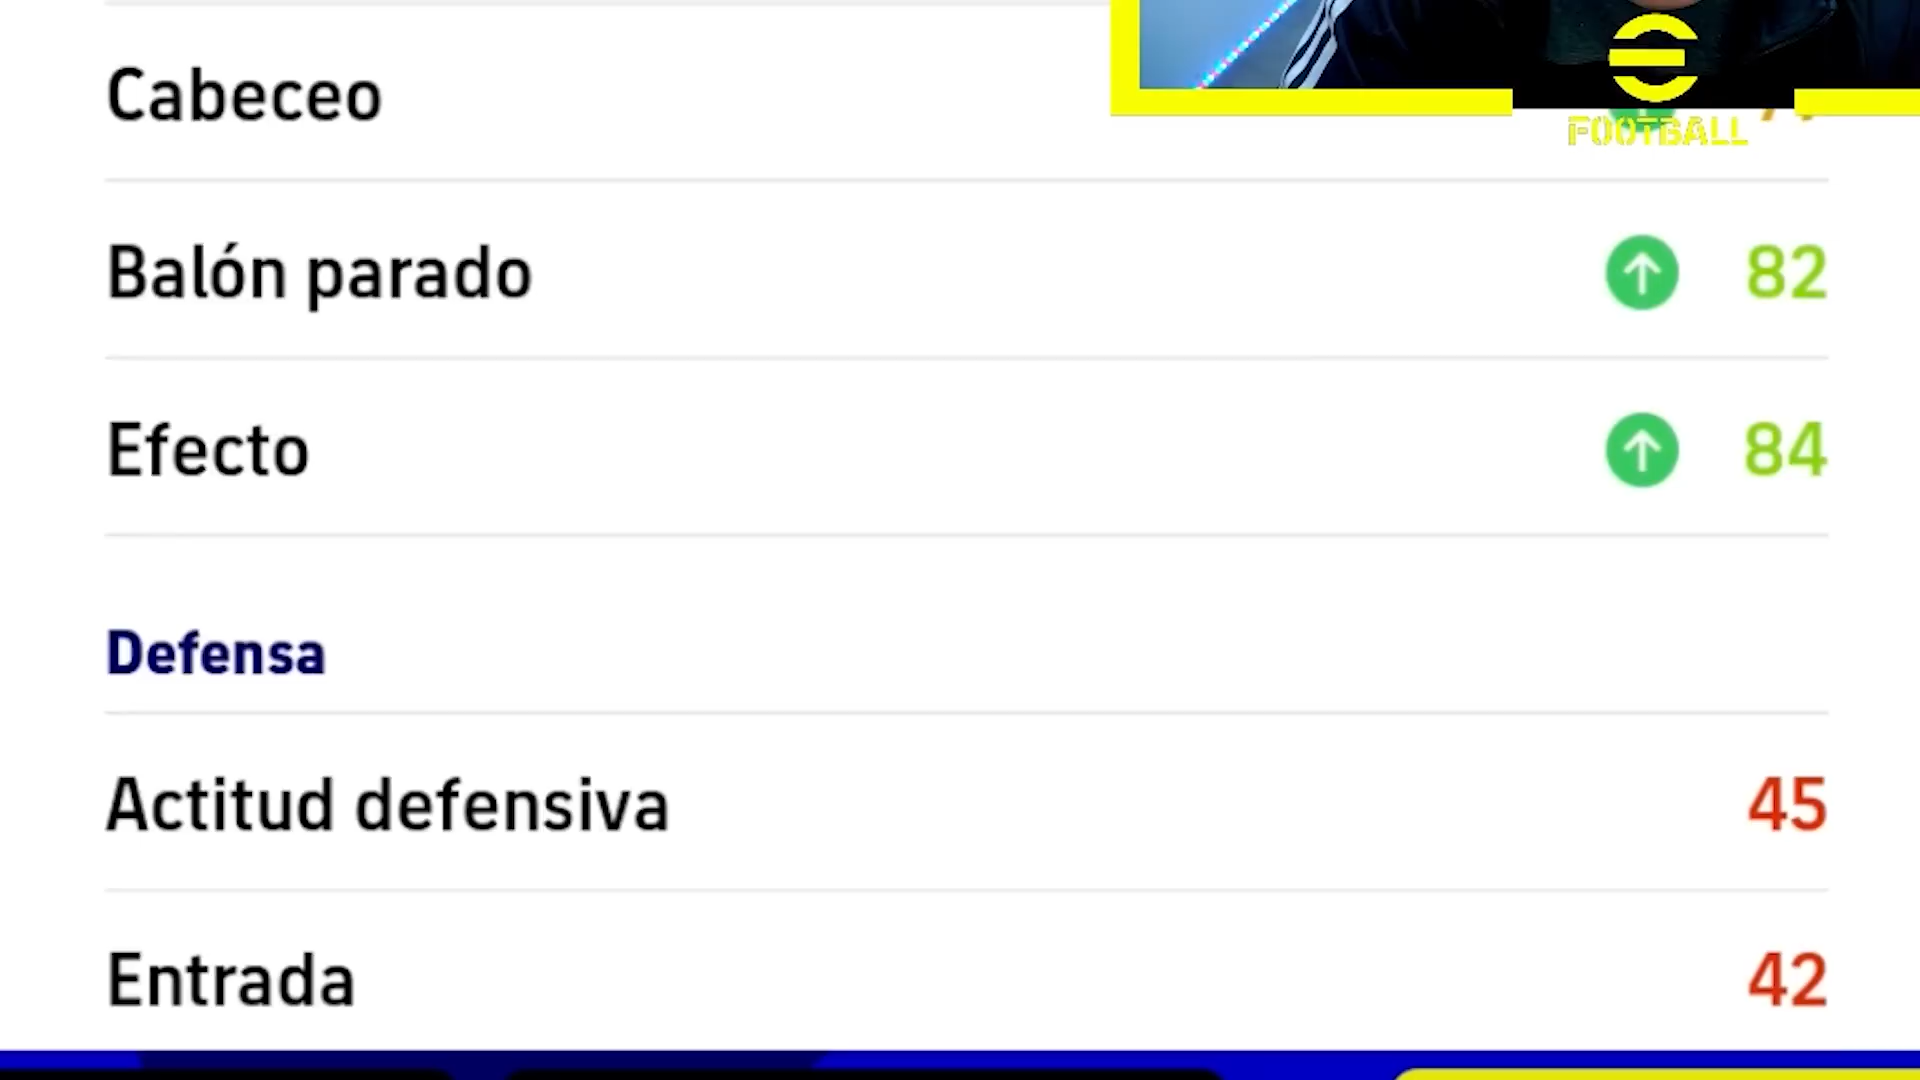 Cabeceo
FOOTBALL
Balón parado 82
Efecto 84
Defensa
Actitud defensiva 45
Entrada 42